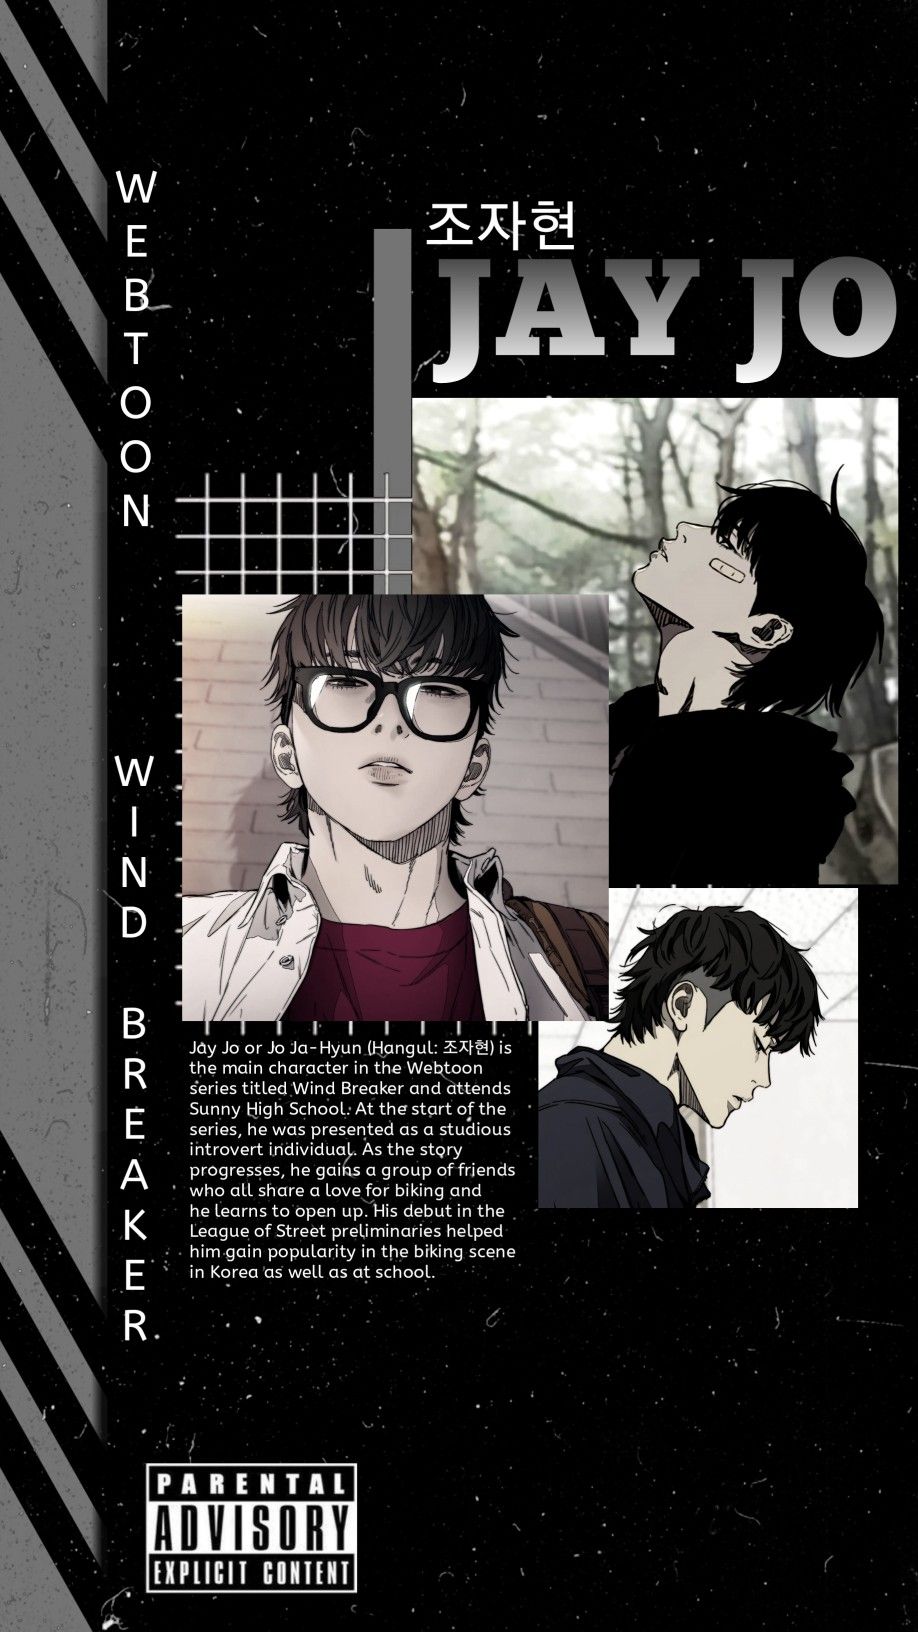 WEBTOON
WIND BREAKER
조자현
JAY JO
Jay Jo or Jo Ja-Hyun (Hangul: 조자현) is
the main character in the Webtoon
series titled Wind Breaker and attends
Sunny High School. At the start of the
series, he was presented as a studious
introvert individual. As the story
progresses, he gains a group of friends
who all share a love for biking and
he learns to open up. His debut in the
League of Street preliminaries helped
him gain popularity in the biking scene
in Korea as well as at school.
PARENTAL
ADVISORY
EXPLICIT CONTENT